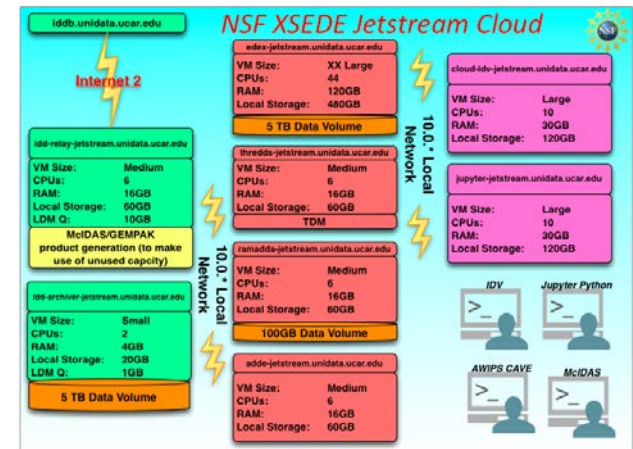 NSF XSEDE Jetstream Cloud
NSF
iddb.unidata.ucar.edu
Internet 2
idd-relay-jetstream.unidata.ucar.edu
VM Size: Medium
CPUs: 6
RAM: 16GB
Local Storage: 60GB
LDM Q: 10GB
McIDAS/GEMPAK
product generation (to make
use of unused capcity)
idd-archiver-jetstream.unidata.ucar.edu
VM Size: Small
CPUs: 2
RAM: 4GB
Local Storage: 20GB
LDM Q: 1GB
5 TB Data Volume
10.0.* Local
Network
edex-jetstream.unidata.ucar.edu
VM Size: XX Large
CPUs: 44
RAM: 120GB
Local Storage: 480GB
5 TB Data Volume
thredds-jetstream.unidata.ucar.edu
VM Size: Medium
CPUs: 6
RAM: 16GB
Local Storage: 60GB
TDM
ramadda-jetstream.unidata.ucar.edu
VM Size: Medium
CPUs: 6
RAM: 16GB
Local Storage: 60GB
100GB Data Volume
adde-jetstream.unidata.ucar.edu
VM Size: Medium
CPUs: 6
RAM: 16GB
Local Storage: 60GB
10.0.* Local
Network
cloud-idv-jetstream.unidata.ucar.edu
VM Size: Large
CPUs: 10
RAM: 30GB
Local Storage: 120GB
jupyter-jetstream.unidata.ucar.edu
VM Size: Large
CPUs: 10
RAM: 30GB
Local Storage: 120GB
IDV
>_
Jupyter Python
>_
AWIPS CAVE
>_
McIDAS
>_